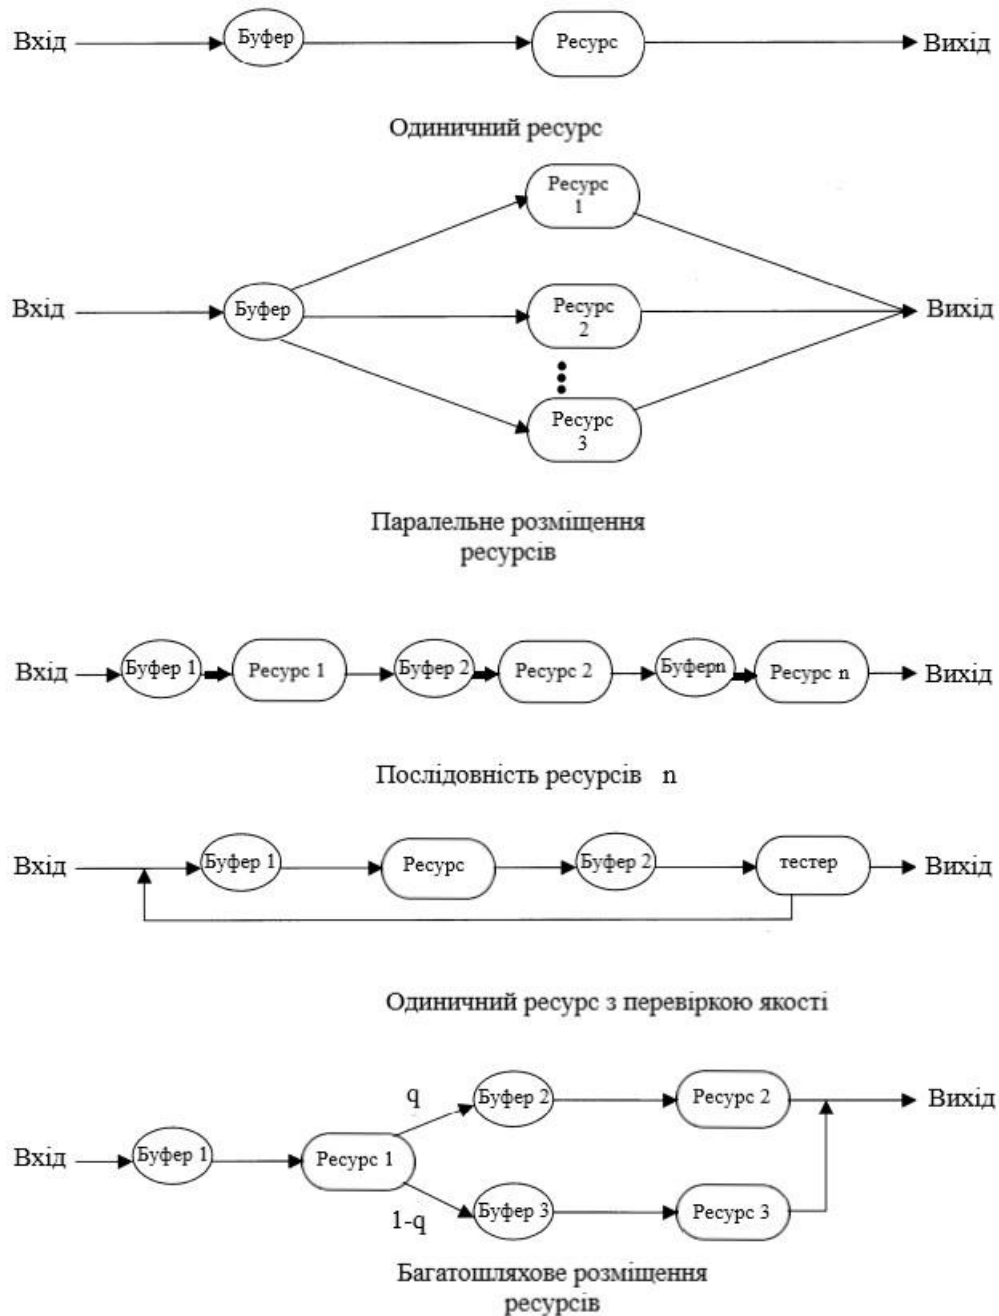 Вхід Буфер Ресурс Вихід
Одиничний ресурс
Ресурс
1
Вхід Буфер Ресурс
2 Вихід
Ресурс
3
Паралельне розміщення
ресурсів
Вхід Буфер 1 Ресурс 1 Буфер 2 Ресурс 2 Буферn Ресурс n Вихід
Послідовність ресурсів n
Вхід Буфер 1 Ресурс Буфер 2 тестер Вихід
Одиничний ресурс з перевіркою якості
q Буфер 2 Ресурс 2 Вихід
Вхід Буфер 1 Ресурс 1
1-q Буфер 3 Ресурс 3
Багатошляхове розміщення
ресурсів